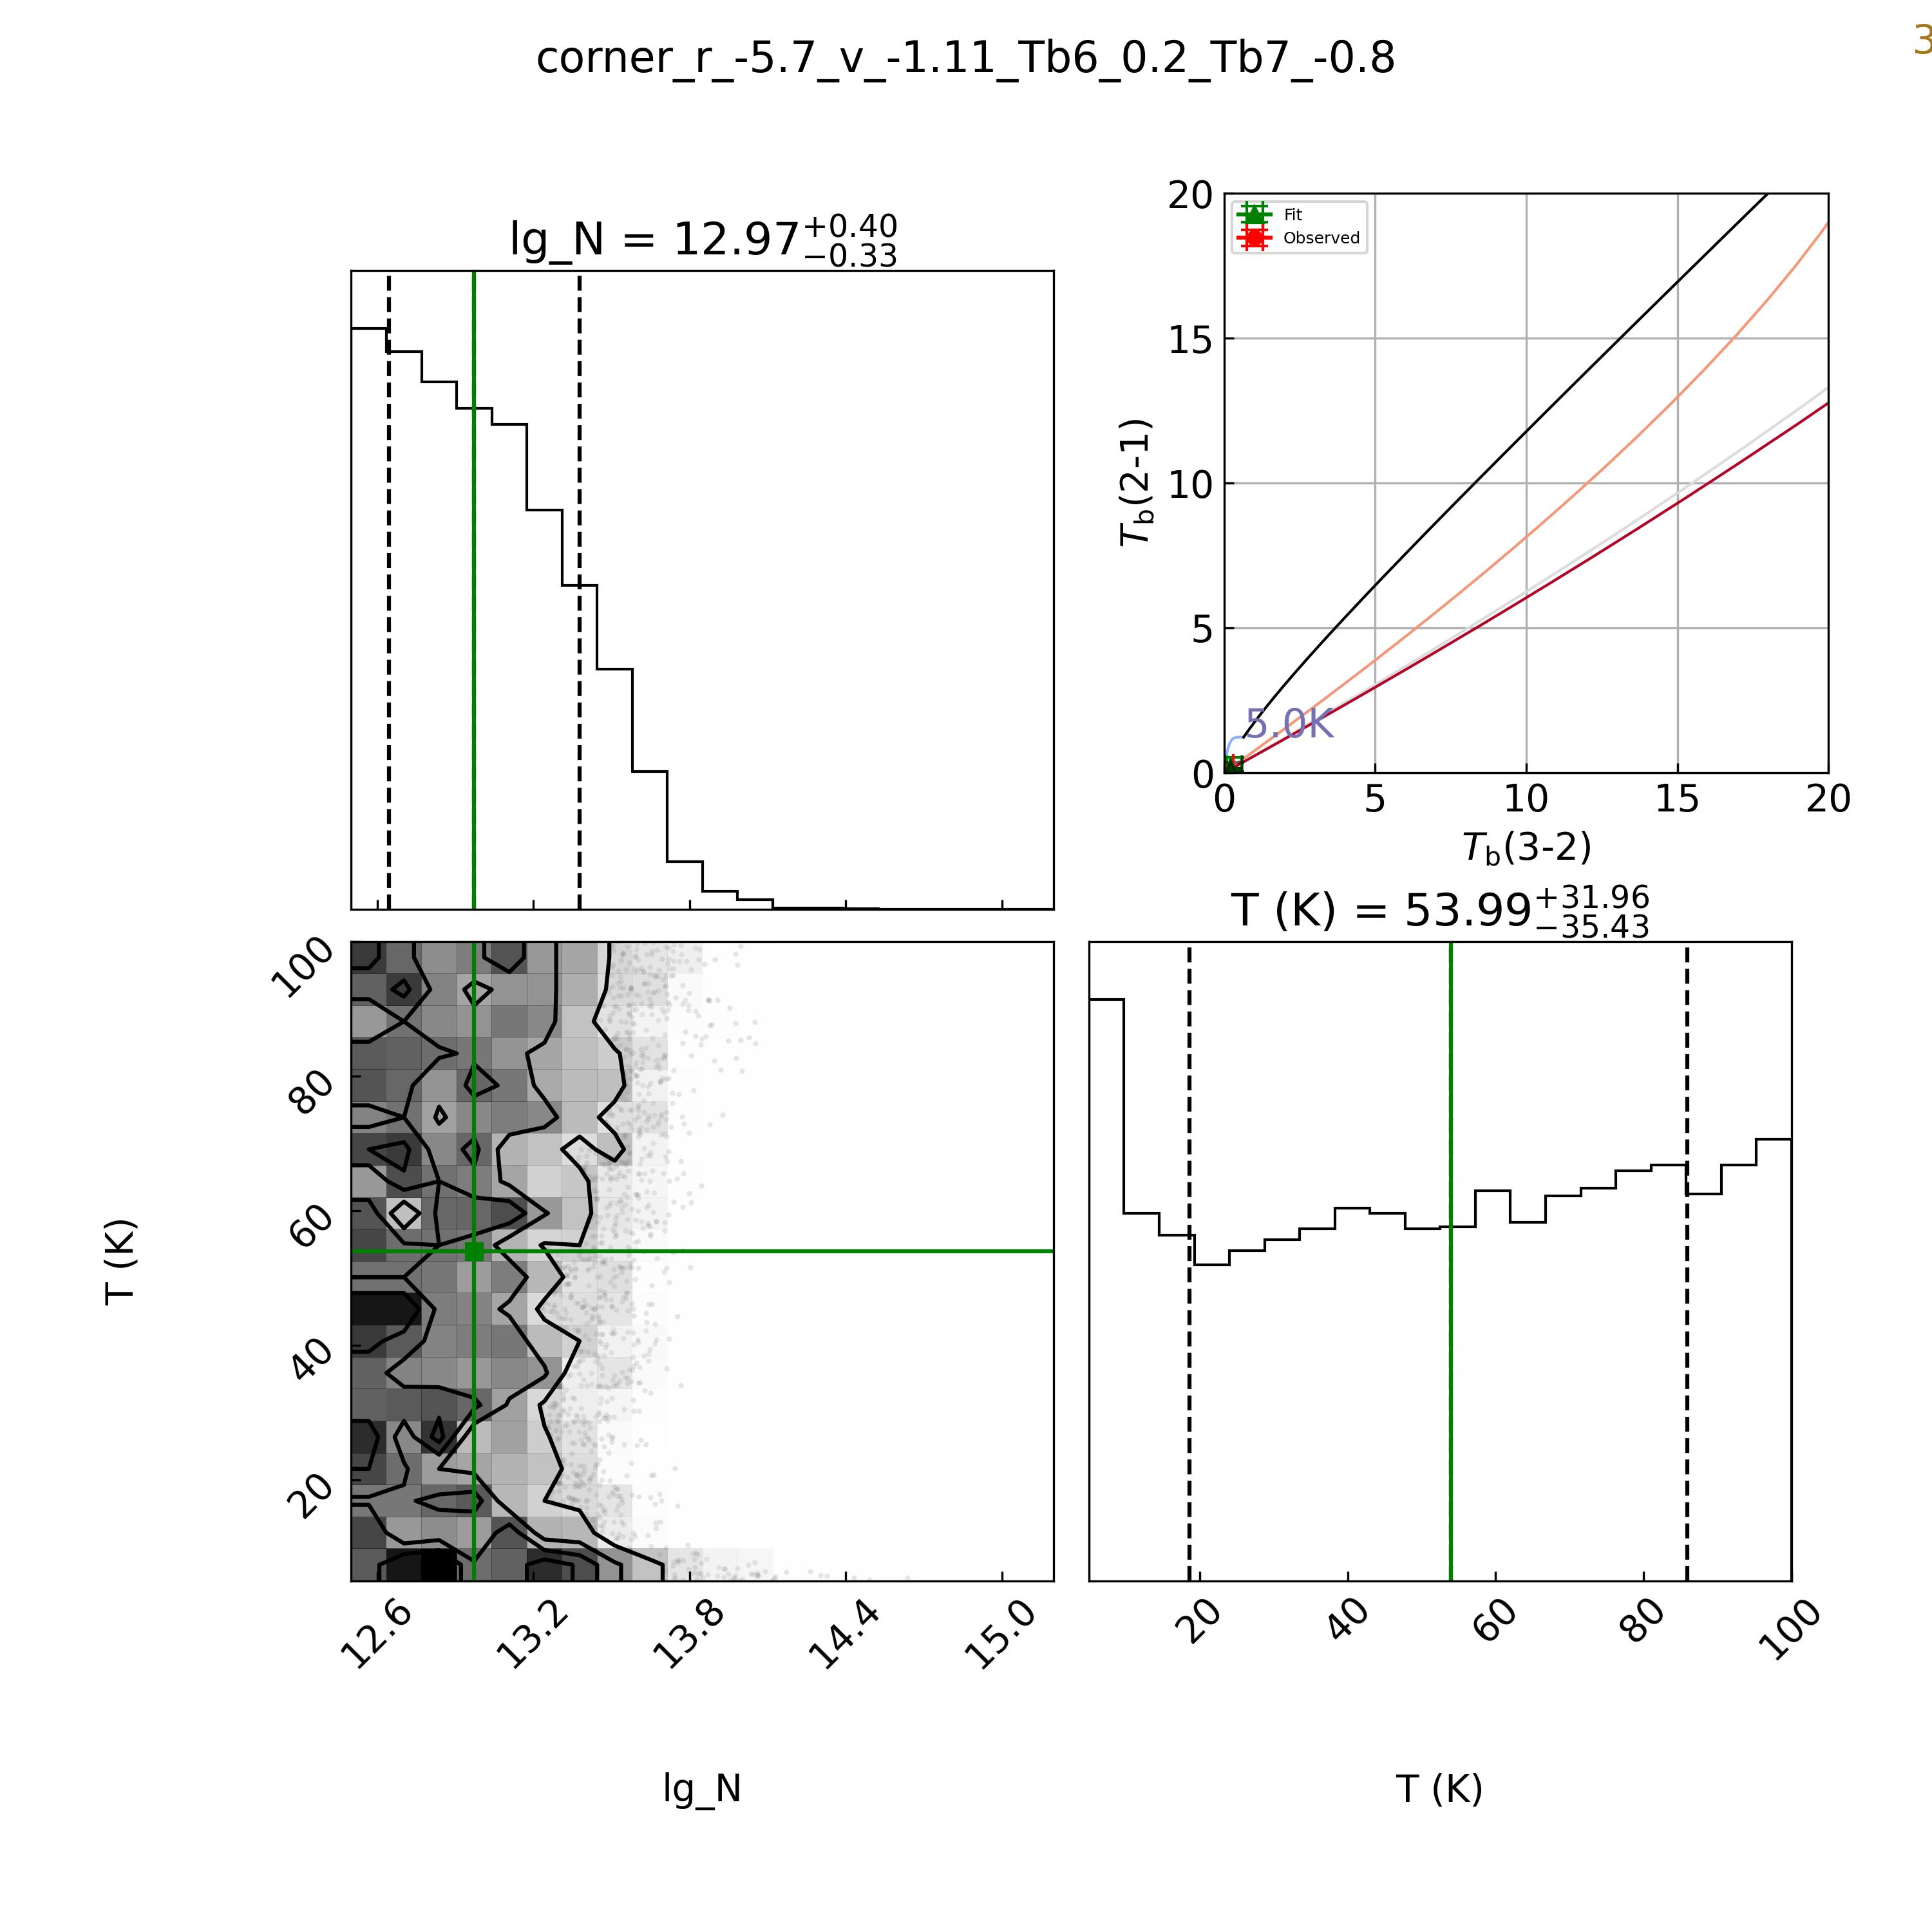 corner_r_-5.7_v_-1.11_Tb6_0.2_Tb7_-0.8
3
lg_N = 12.97+0.40 −0.33
20
15
10
5
0
Tb(2-1)
Fit
Observed
5.0K
0 5 10 15 20
Tb(3-2)
T (K) = 53.99+31.96 −35.43
100
80
60
40
20
T (K)
12.6 13.2 13.8 14.4 15.0
lg_N
20 40 60 80 100
T (K)